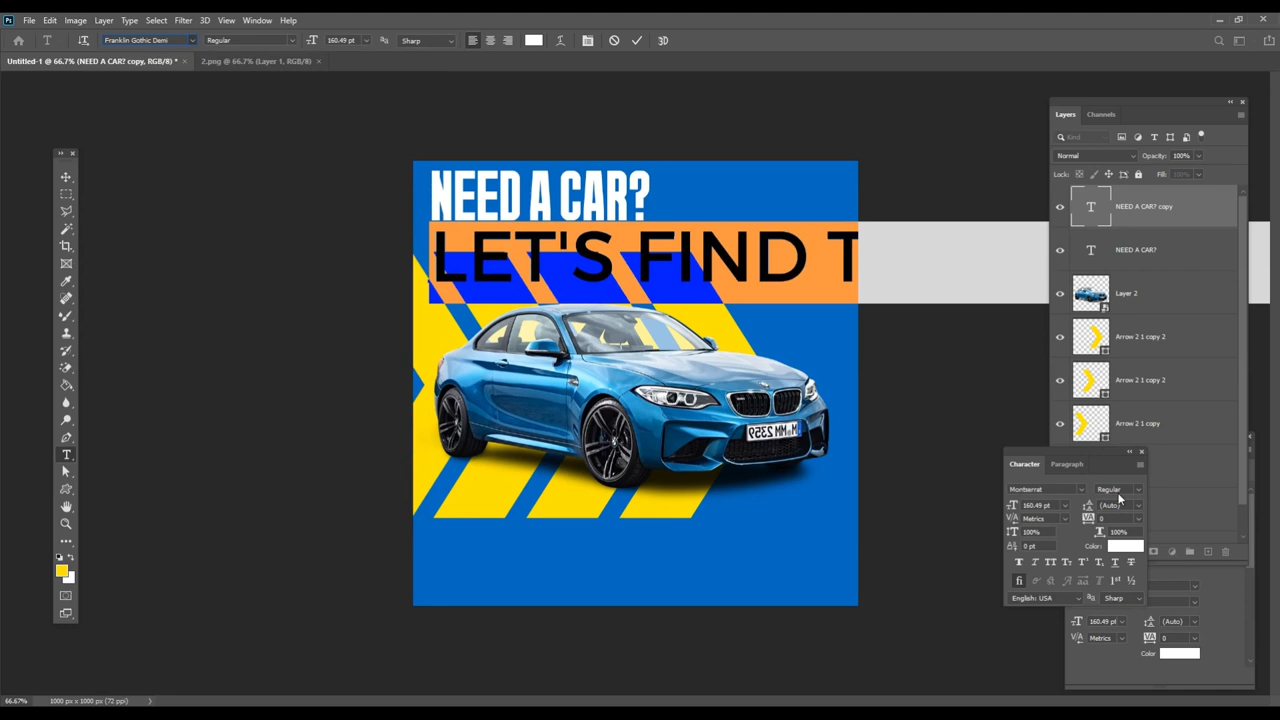 Ps File Edit Image Layer Type Select Filter 3D View Window Help
Franklin Gothic Demi Regular 160.49 pt Sharp 3D
Untitled-1 @ 66.7% (NEED A CAR? copy, RGB/8) * × 2.png @ 66.7% (Layer 1, RGB/8) ×
Layers Channels
Kind
Normal Opacity: 100%
Lock: Fill: 100%
NEED A CAR?
LET'S FIND T
NEED A CAR? copy
NEED A CAR?
Layer 2
Arrow 2 1 copy 2
Arrow 2 1 copy 2
Arrow 2 1 copy
Character Paragraph
Montserrat Regular
160.49 pt (Auto)
Metrics 0
100% 100%
0 pt Color:
English: USA Sharp
160.49 pt (Auto)
Metrics 0
Color
66.67% 1000 px x 1000 px (72 ppi)